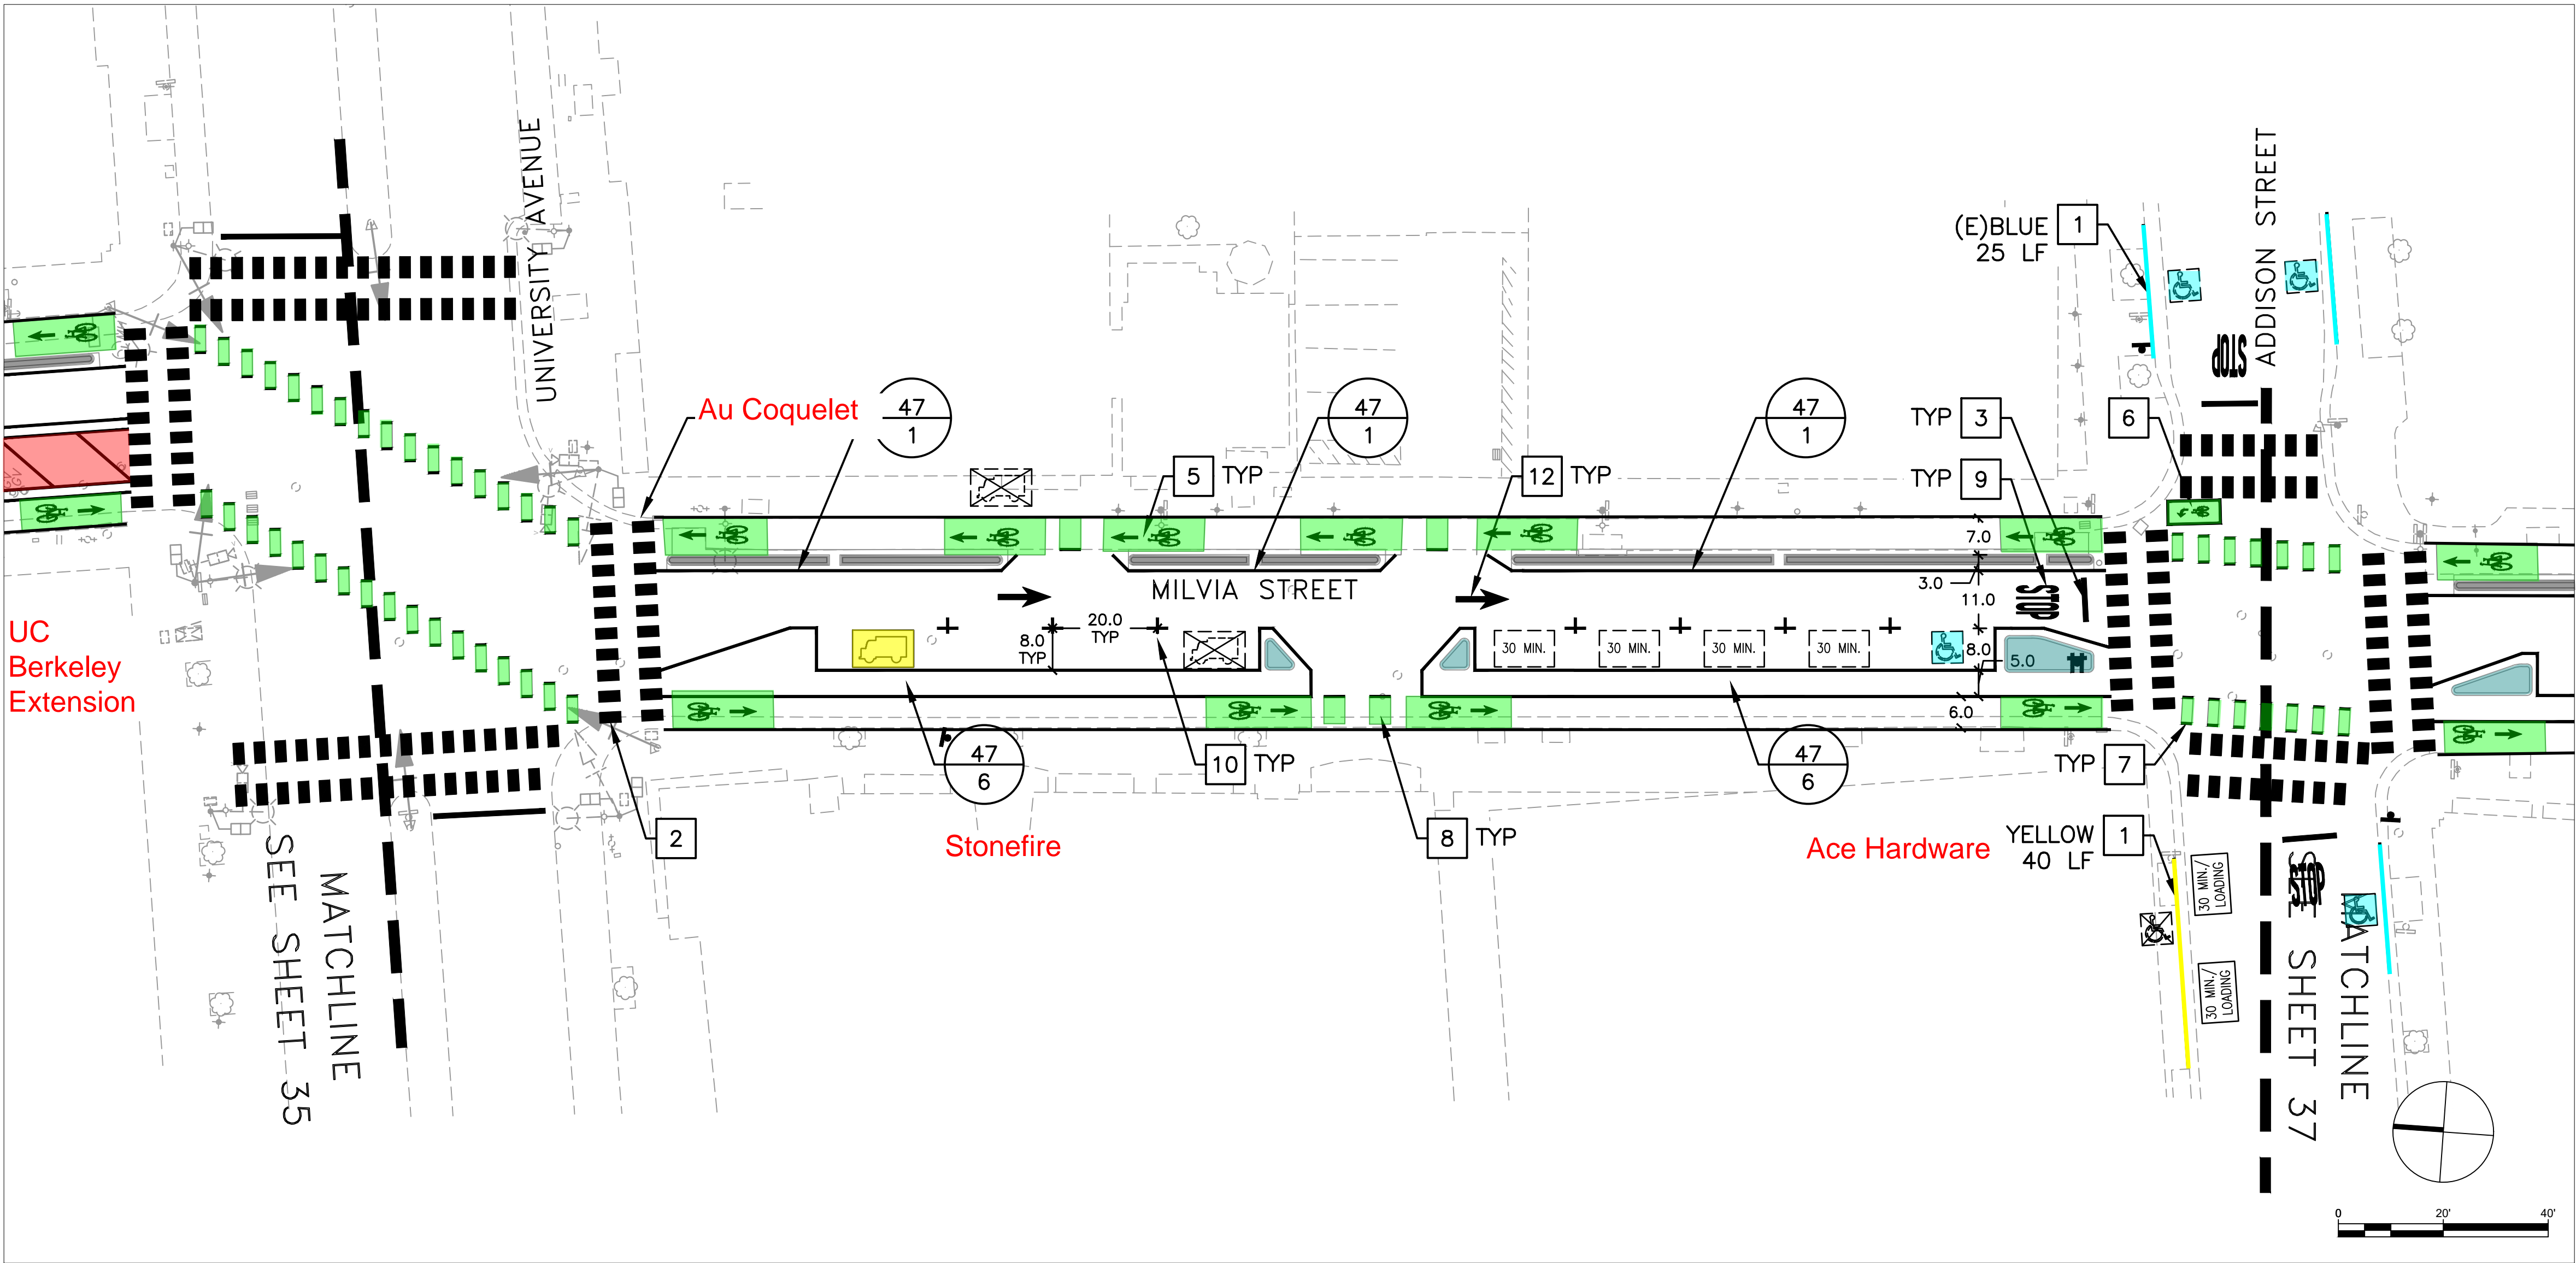 UNIVERSITY AVENUE
ADDISON STREET
(E)BLUE
25 LF
1
STOP
Au Coquelet
47
1
47
1
47
1
TYP 3
6
5 TYP
12 TYP
TYP 9
7.0
MILVIA STREET
3.0
11.0
STOP
20.0
TYP
8.0
TYP
30 MIN.
30 MIN.
30 MIN.
30 MIN.
8.0
5.0
6.0
UC
Berkeley
Extension
47
6
10 TYP
47
6
TYP 7
2
Stonefire
8 TYP
Ace Hardware
YELLOW
40 LF
1
30 MIN./
LOADING
30 MIN./
LOADING
STOP
MATCHLINE
SEE SHEET 35
MATCHLINE
SEE SHEET 37
0
20'
40'